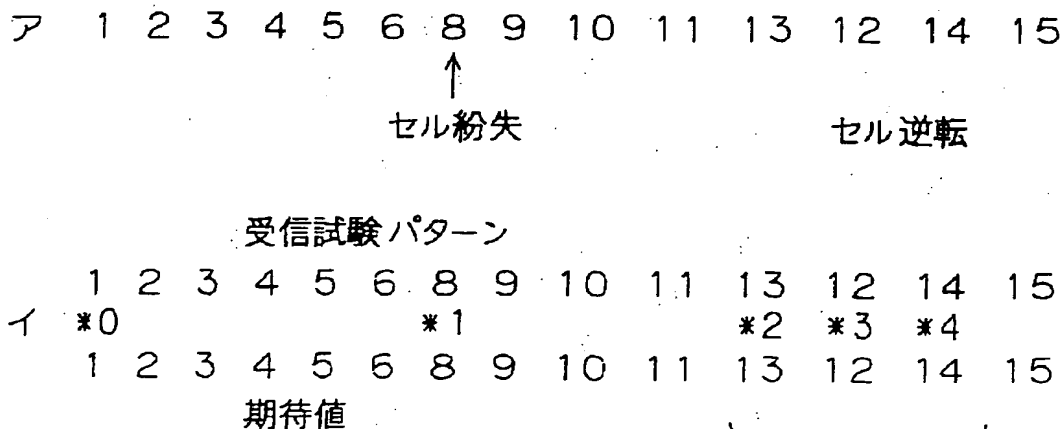 ア 1 2 3 4 5 6 8 9 10 11 13 12 14 15
↑
セル紛失 セル逆転
受信試験パターン
1 2 3 4 5 6 8 9 10 11 13 12 14 15
イ *0 *1 *2 *3 *4
1 2 3 4 5 6 8 9 10 11 13 12 14 15
期待値